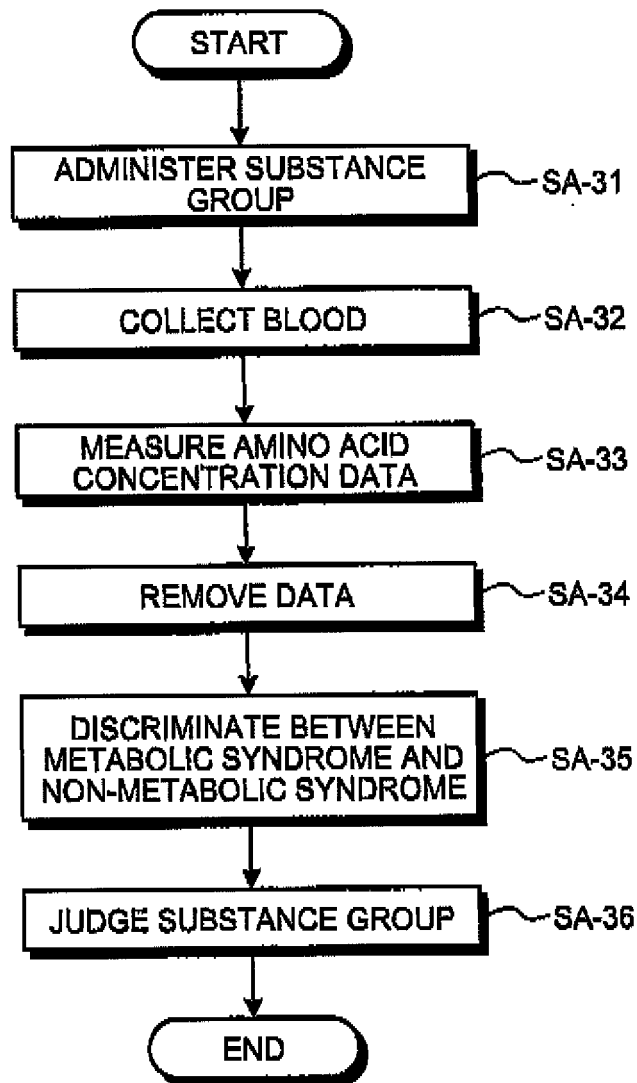 START
ADMINISTER SUBSTANCE
GROUP
SA-31
COLLECT BLOOD
SA-32
MEASURE AMINO ACID
CONCENTRATION DATA
SA-33
REMOVE DATA
SA-34
DISCRIMINATE BETWEEN
METABOLIC SYNDROME AND
NON-METABOLIC SYNDROME
SA-35
JUDGE SUBSTANCE GROUP
SA-36
END